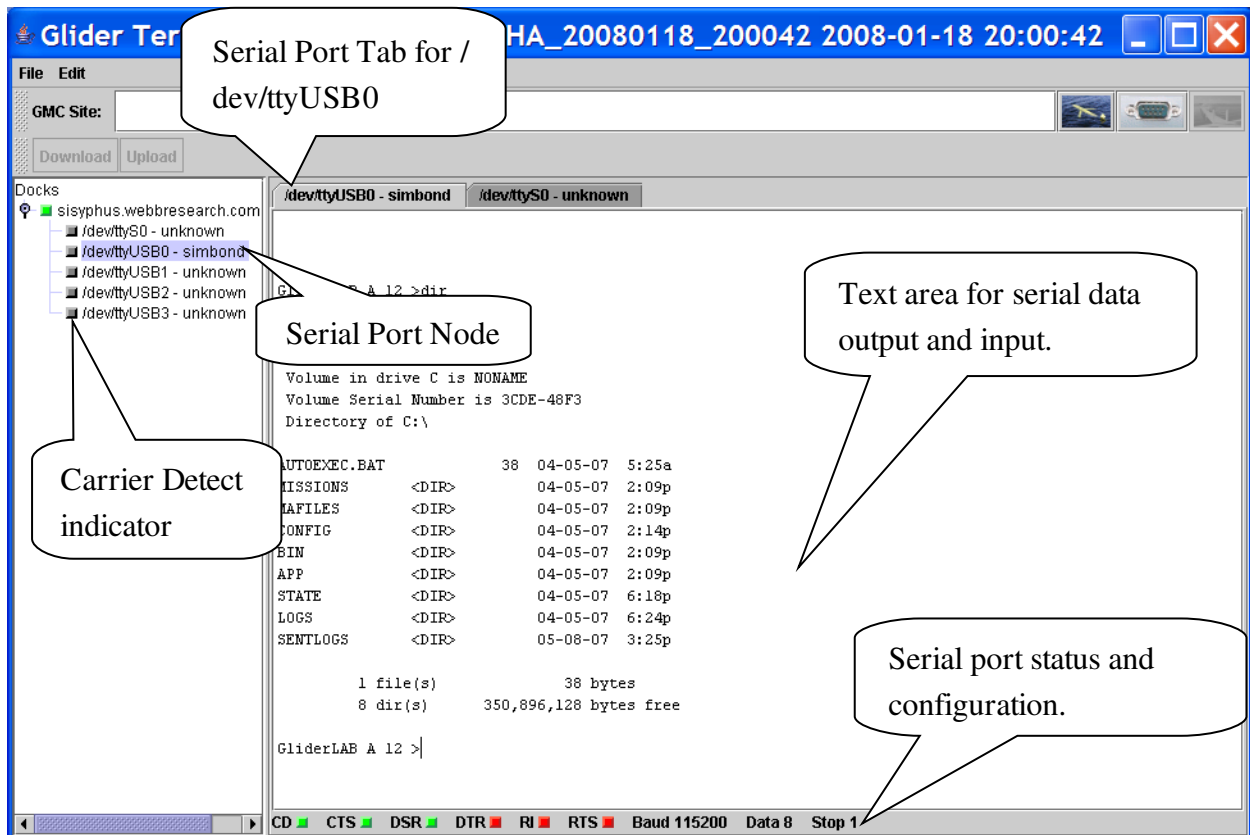 Glider Ter
HA_20080118_200042 2008-01-18 20:00:42
Serial Port Tab for /
dev/ttyUSB0
File Edit
GMC Site:
Download Upload
Docks
sisyphus.webbresearch.com
/dev/ttyS0 - unknown
/dev/ttyUSB0 - simbond
/dev/ttyUSB1 - unknown
/dev/ttyUSB2 - unknown
/dev/ttyUSB3 - unknown
/dev/ttyUSB0 - simbond /dev/ttyS0 - unknown
A 12 >dir
Serial Port Node
Text area for serial data
output and input.
Volume in drive C is NONAME
Volume Serial Number is 3CDE-48F3
Directory of C:\
Carrier Detect
indicator
AUTOEXEC.BAT 38 04-05-07 5:25a
MISSIONS <DIR> 04-05-07 2:09p
MAFILES <DIR> 04-05-07 2:09p
CONFIG <DIR> 04-05-07 2:14p
BIN <DIR> 04-05-07 2:09p
APP <DIR> 04-05-07 2:09p
STATE <DIR> 04-05-07 6:18p
LOGS <DIR> 04-05-07 6:24p
SENTLOGS <DIR> 05-08-07 3:25p
1 file(s) 38 bytes
8 dir(s) 350,896,128 bytes free
GliderLAB A 12 >
Serial port status and
configuration.
CD CTS DSR DTR RI RTS Baud 115200 Data 8 Stop 1